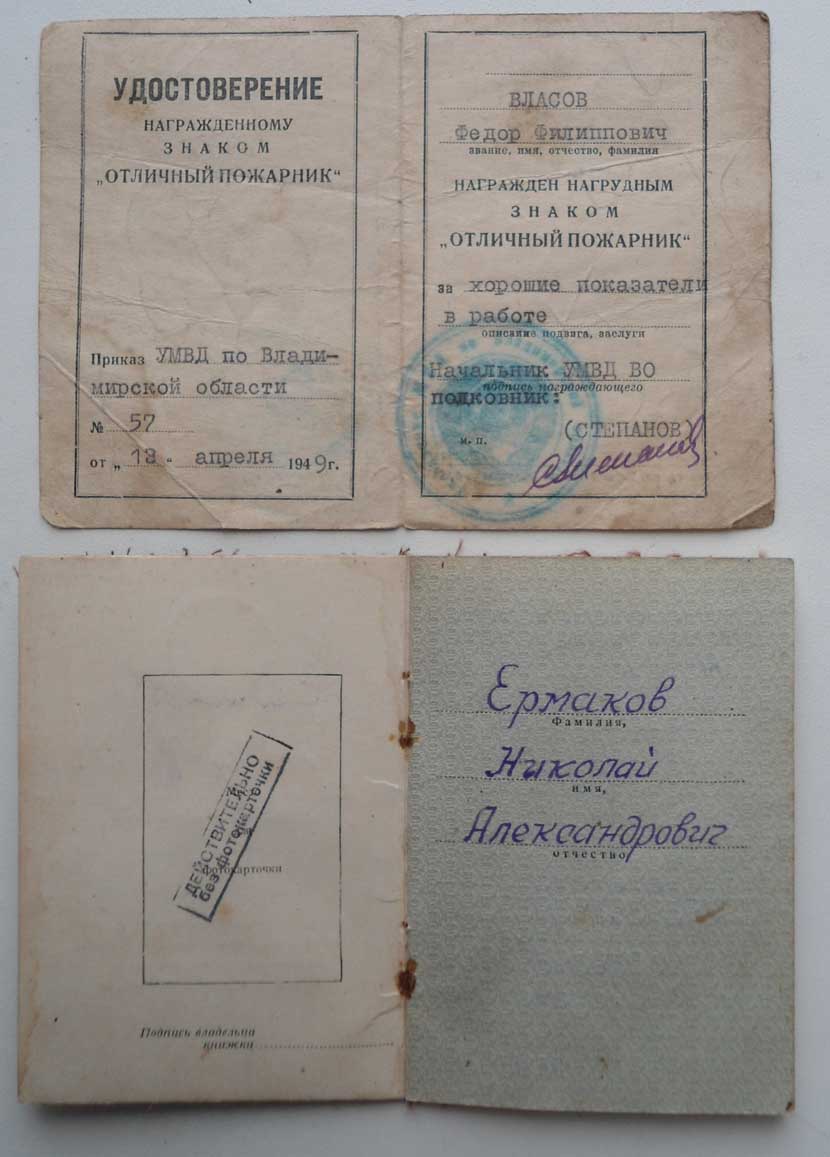 УДОСТОВЕРЕНИЕ
НАГРАЖДЕННОМУ
ЗНАКОМ
„ОТЛИЧНЫЙ ПОЖАРНИК“
Приказ УМВД по Влади-
мирской области
№ 57
от „ 13 “ апреля 1949г.
ВЛАСОВ
Федор Филиппович
звание, имя, отчество, фамилия
НАГРАЖДЕН НАГРУДНЫМ
ЗНАКОМ
„ОТЛИЧНЫЙ ПОЖАРНИК“
за хорошие показатели
в работе
описание подвига, заслуги
Начальник УМВД ВО
подпись награждающего
подковник:
м. п. (СТЕПАНОВ)
ДЕЙСТВИТЕЛЬНО
без фотокарточки
фотокарточки
Подпись владельца
книжки
Ермаков
Фамилия,
Николай
имя,
Александрович
отчество